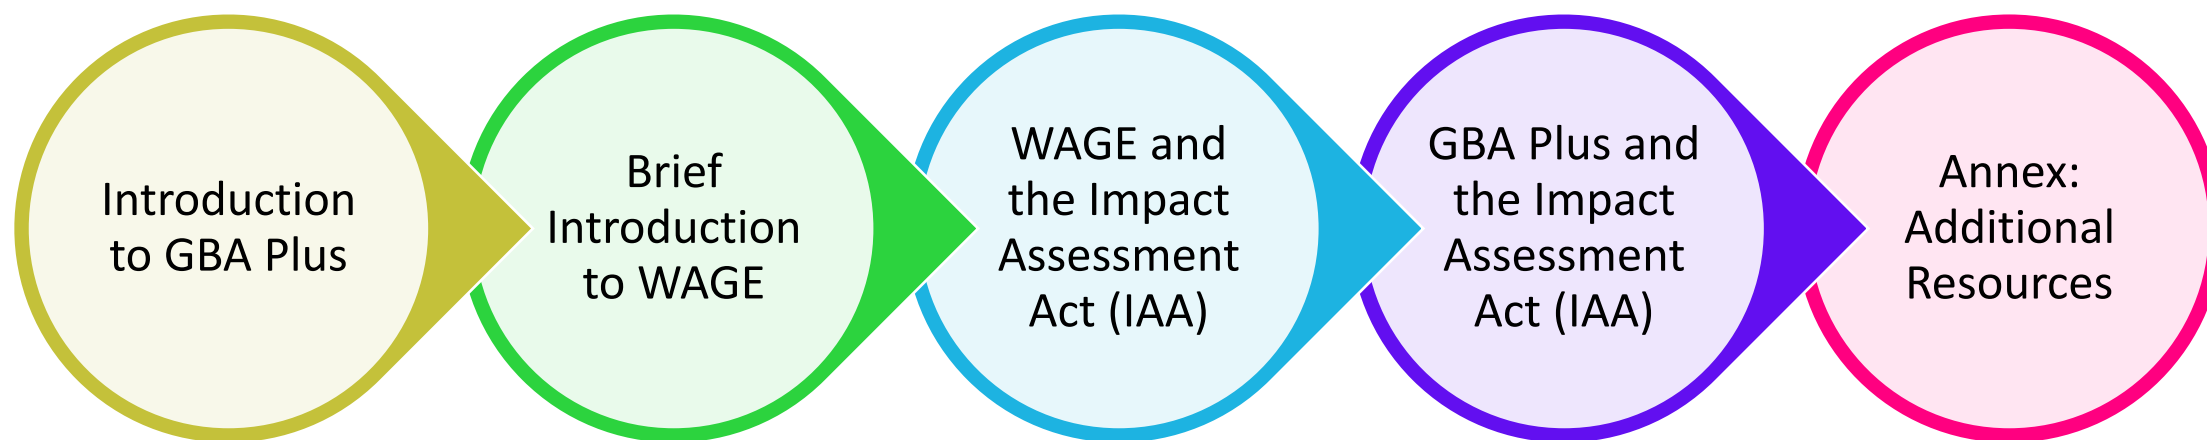 Introduction
to GBA Plus
Brief
Introduction
to WAGE
WAGE and
the Impact
Assessment
Act (IAA)
GBA Plus and
the Impact
Assessment
Act (IAA)
Annex:
Additional
Resources